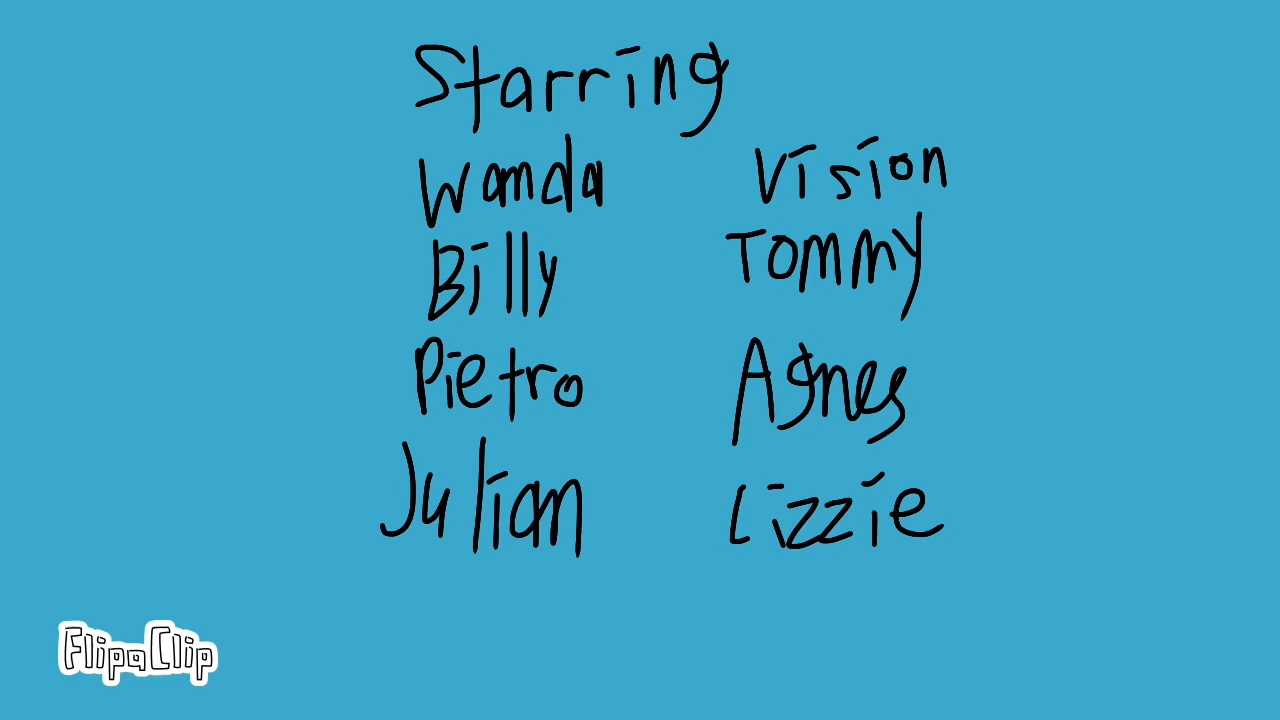 Starring
Wanda Vision
Billy Tommy
Pietro Agnes
Julian Lizzie
FlipaClip